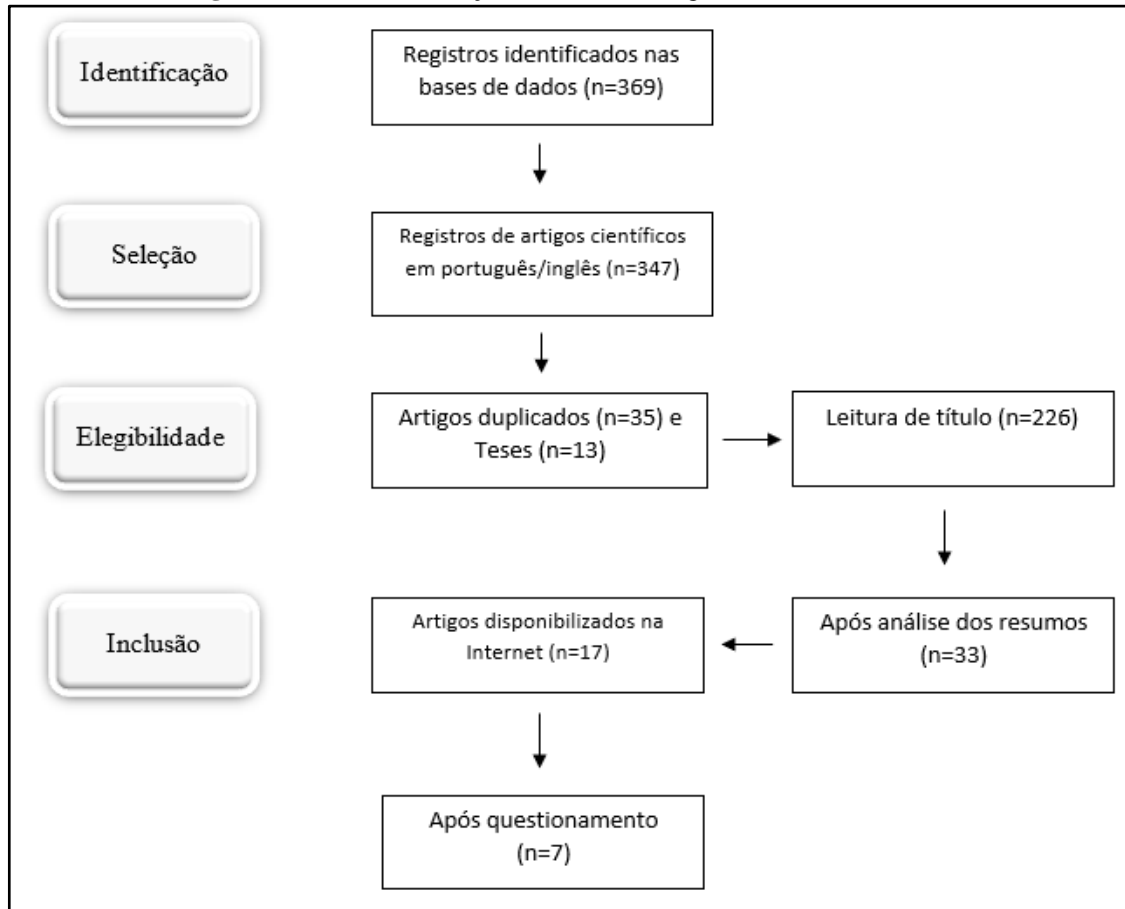 Identificação
Registros identificados nas
bases de dados (n=369)
Seleção
Registros de artigos científicos
em português/inglês (n=347)
Elegibilidade
Artigos duplicados (n=35) e
Teses (n=13)
Leitura de título (n=226)
Inclusão
Artigos disponibilizados na
Internet (n=17)
Após análise dos resumos
(n=33)
Após questionamento
(n=7)